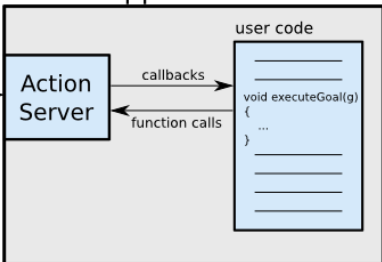 user code
Action
Server
callbacks
function calls
void executeGoal(g)
{
...
}